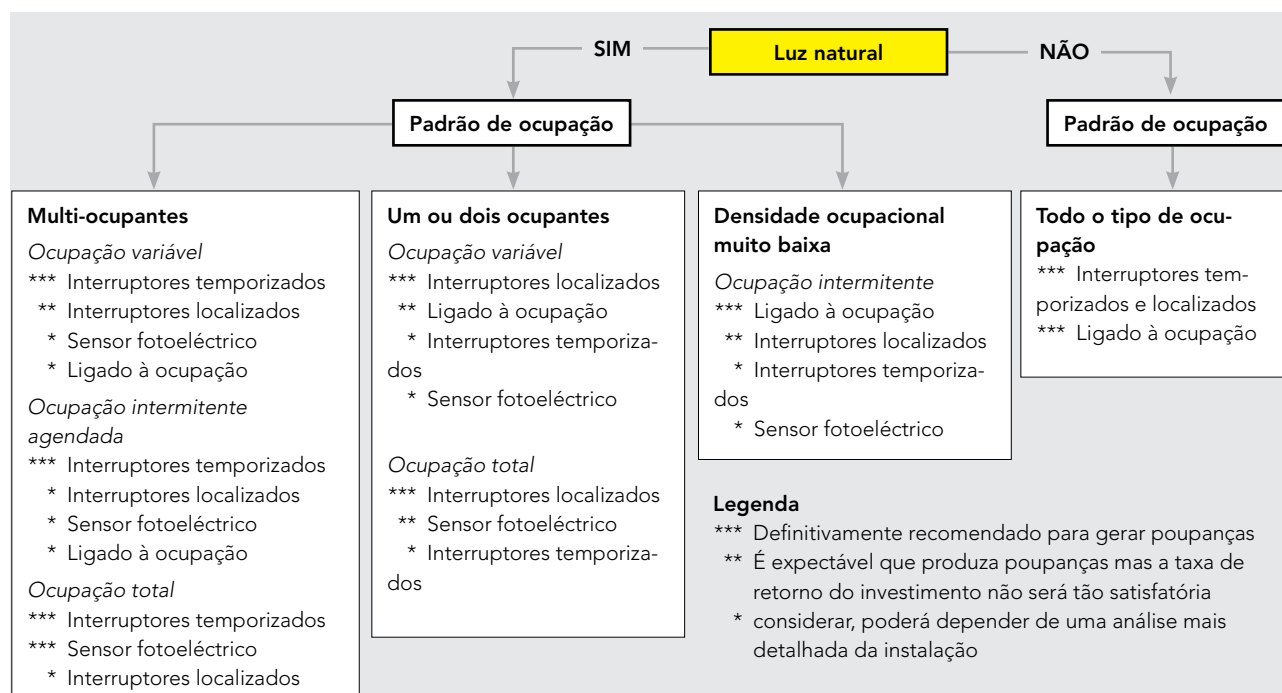 SIM
Luz natural
NÃO
Padrão de ocupação
Padrão de ocupação
Multi-ocupantes
Ocupação variável
*** Interruptores temporizados
** Interruptores localizados
* Sensor fotoeléctrico
* Ligado à ocupação
Ocupação intermitente
agendada
*** Interruptores temporizados
* Interruptores localizados
* Sensor fotoeléctrico
* Ligado à ocupação
Ocupação total
*** Interruptores temporizados
*** Sensor fotoeléctrico
* Interruptores localizados
Um ou dois ocupantes
Ocupação variável
*** Interruptores localizados
** Ligado à ocupação
* Interruptores temporiza-
dos
* Sensor fotoeléctrico
Ocupação total
*** Interruptores localizados
** Sensor fotoeléctrico
* Interruptores temporiza-
dos
Densidade ocupacional
muito baixa
Ocupação intermitente
*** Ligado à ocupação
** Interruptores localizados
* Interruptores temporiza-
dos
* Sensor fotoeléctrico
Todo o tipo de ocu-
pação
*** Interruptores tem-
porizados e localizados
*** Ligado à ocupação
Legenda
*** Definitivamente recomendado para gerar poupanças
** É expectável que produza poupanças mas a taxa de
retorno do investimento não será tão satisfatória
* considerar, poderá depender de uma análise mais
detalhada da instalação